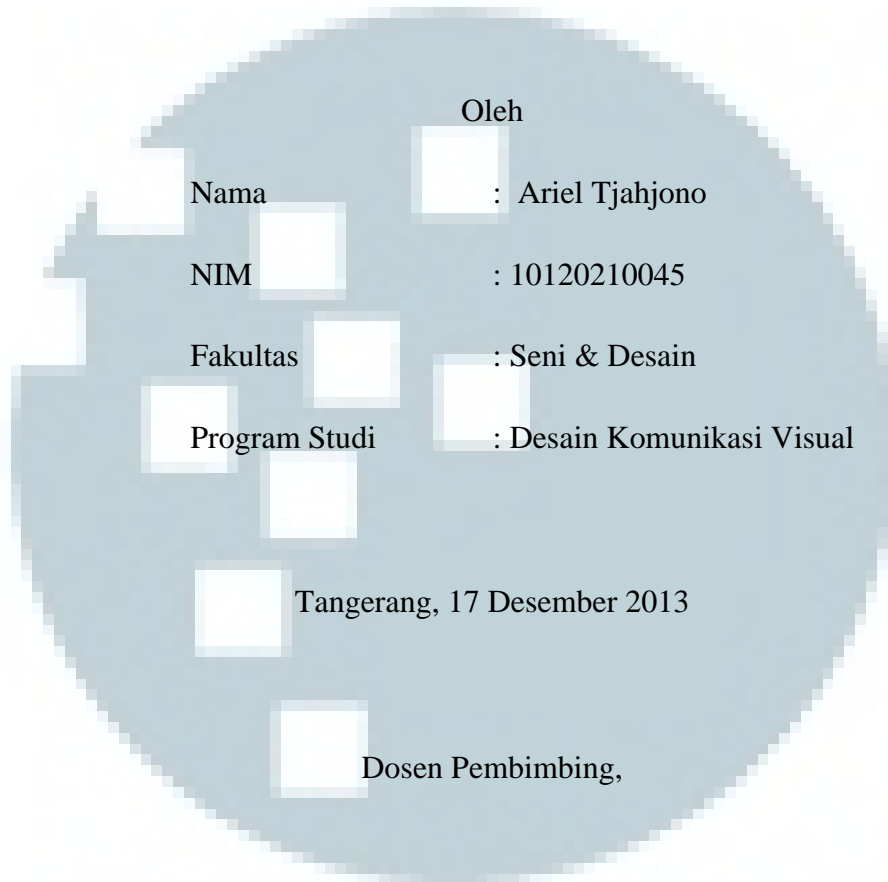 Oleh
Nama : Ariel Tjahjono
NIM : 10120210045
Fakultas : Seni & Desain
Program Studi : Desain Komunikasi Visual
Tangerang, 17 Desember 2013
Dosen Pembimbing,